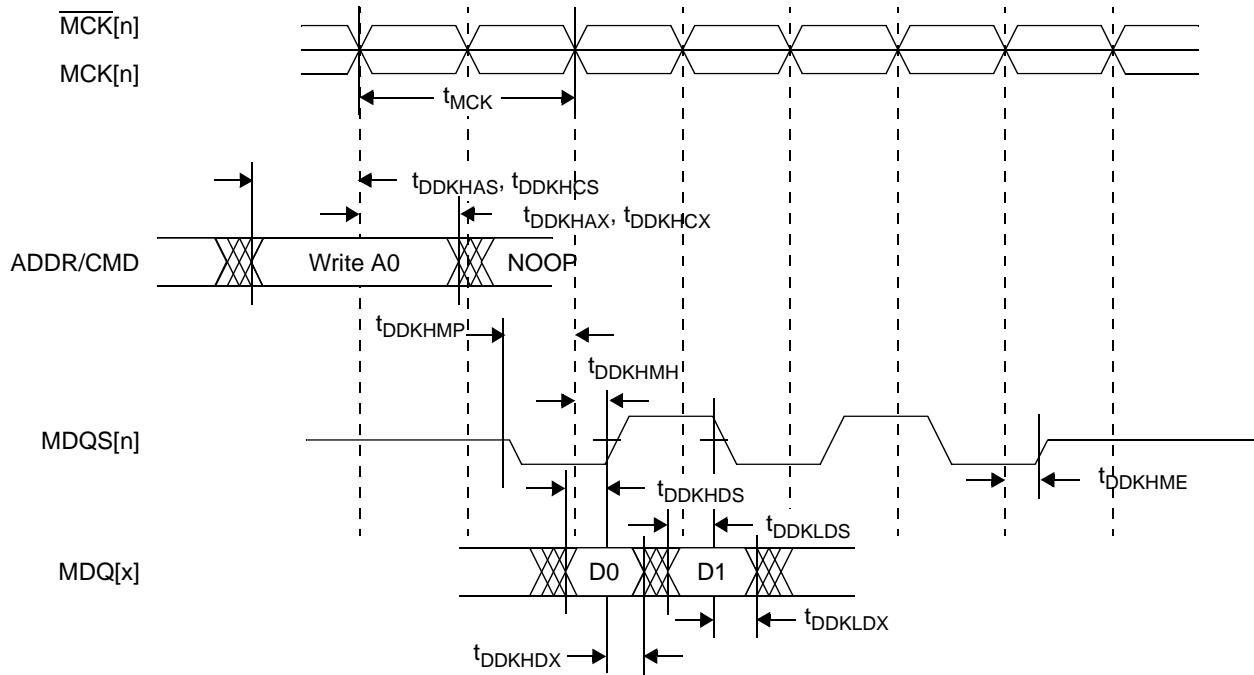 MCK[n]
MCK[n]
tMCK
tDDKHAS, tDDKHCS
tDDKHAX, tDDKHCX
ADDR/CMD
Write A0
NOOP
tDDKHMP
tDDKHMH
MDQS[n]
tDDKHME
tDDKHDS
tDDKLDS
MDQ[x]
D0
D1
tDDKLDX
tDDKHDX